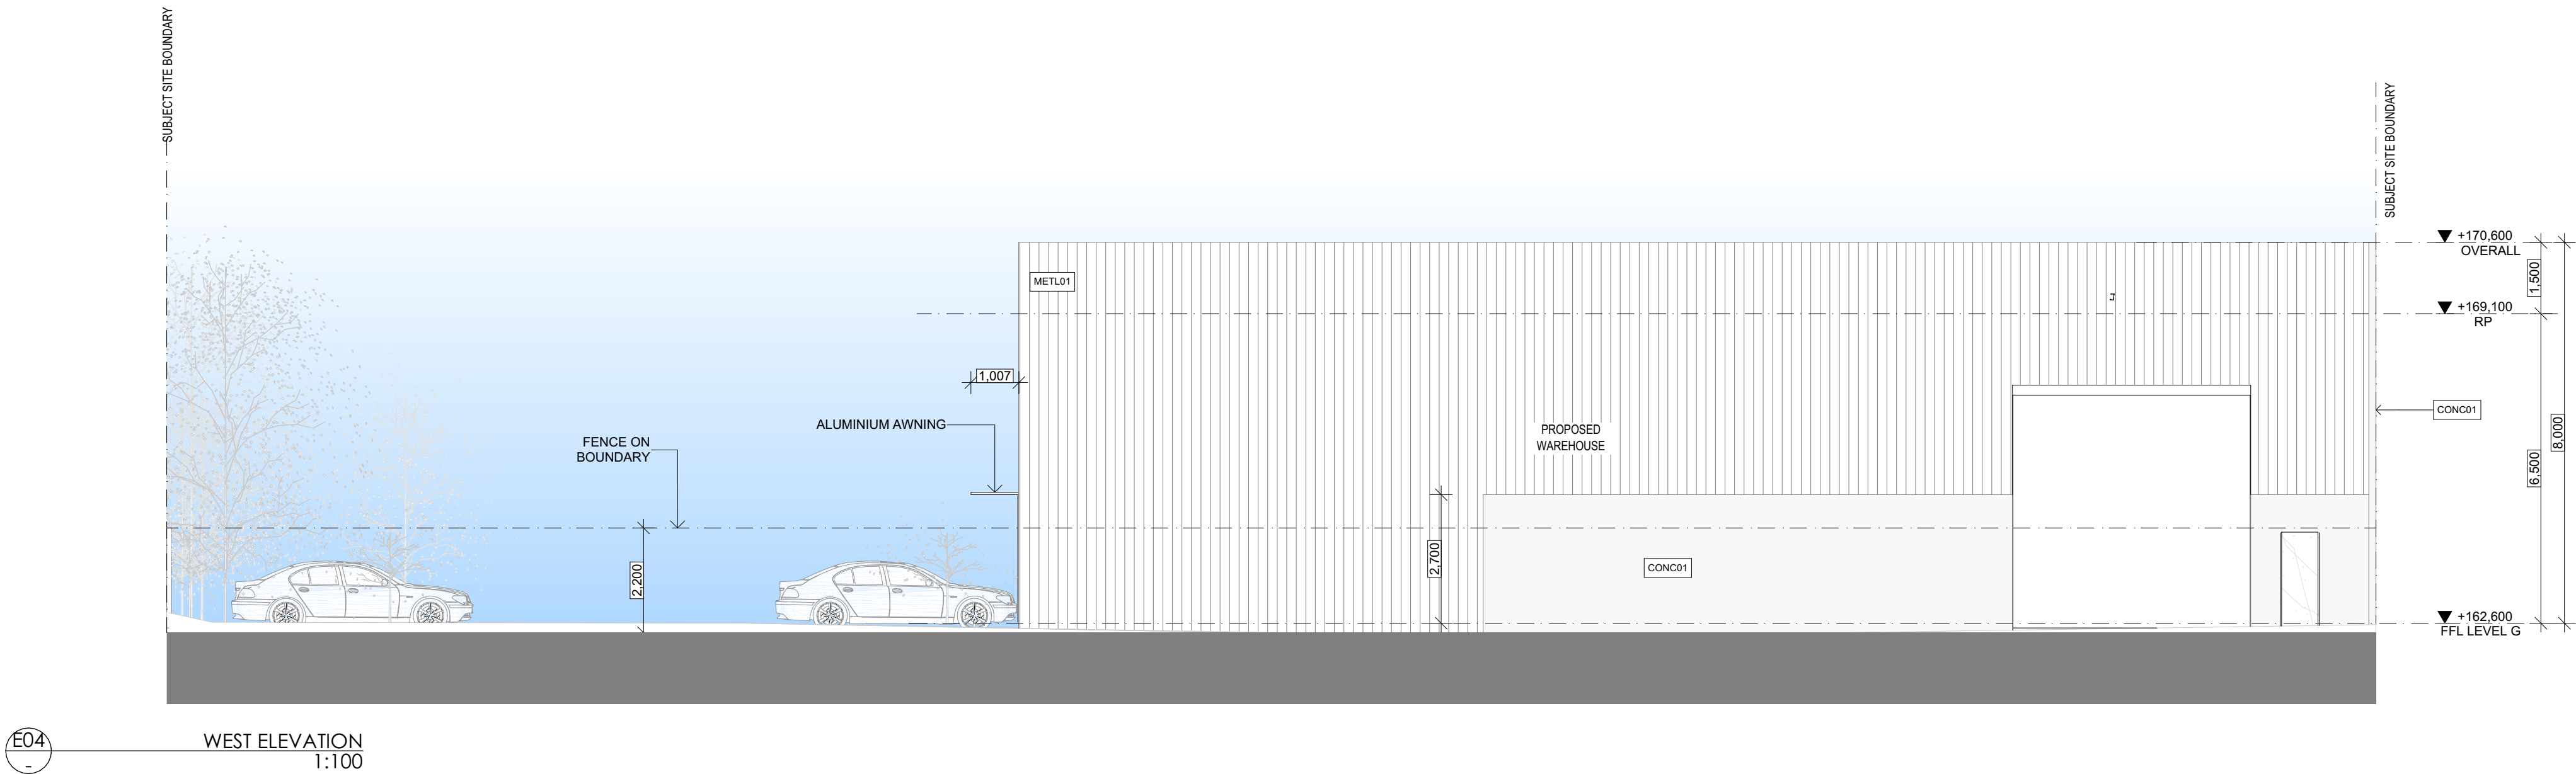 SUBJECT SITE BOUNDARY
SUBJECT SITE BOUNDARY
+170,600
OVERALL
1,500
METL01
+169,100
RP
1,007
CONC01
ALUMINIUM AWNING
PROPOSED
WAREHOUSE
8,000
FENCE ON
BOUNDARY
6,500
2,700
CONC01
2,200
+162,600
FFL LEVEL G
E04
-
WEST ELEVATION
1:100